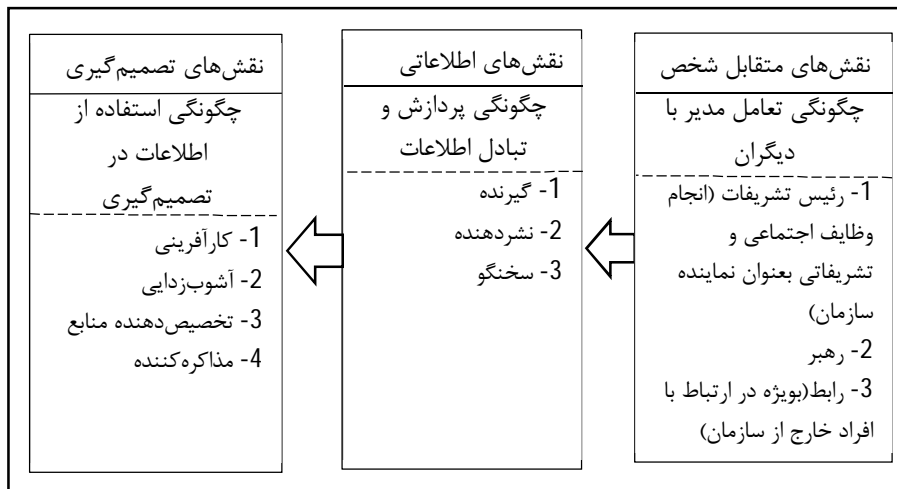 نقش‌های متقابل شخص
چگونگی تعامل مدیر با
دیگران
1- رئیس تشریفات (انجام
وظایف اجتماعی و
تشریفاتی بعنوان نماینده
سازمان)
2- رهبر
3- رابط(بویژه در ارتباط با
افراد خارج از سازمان)
نقش‌های اطلاعاتی
چگونگی پردازش و
تبادل اطلاعات
1- گیرنده
2- نشردهنده
3- سخنگو
نقش‌های تصمیم‌گیری
چگونگی استفاده از
اطلاعات در
تصمیم‌گیری
1- کارآفرینی
2- آشوب‌زدایی
3- تخصیص‌دهنده منابع
4- مذاکره‌کننده